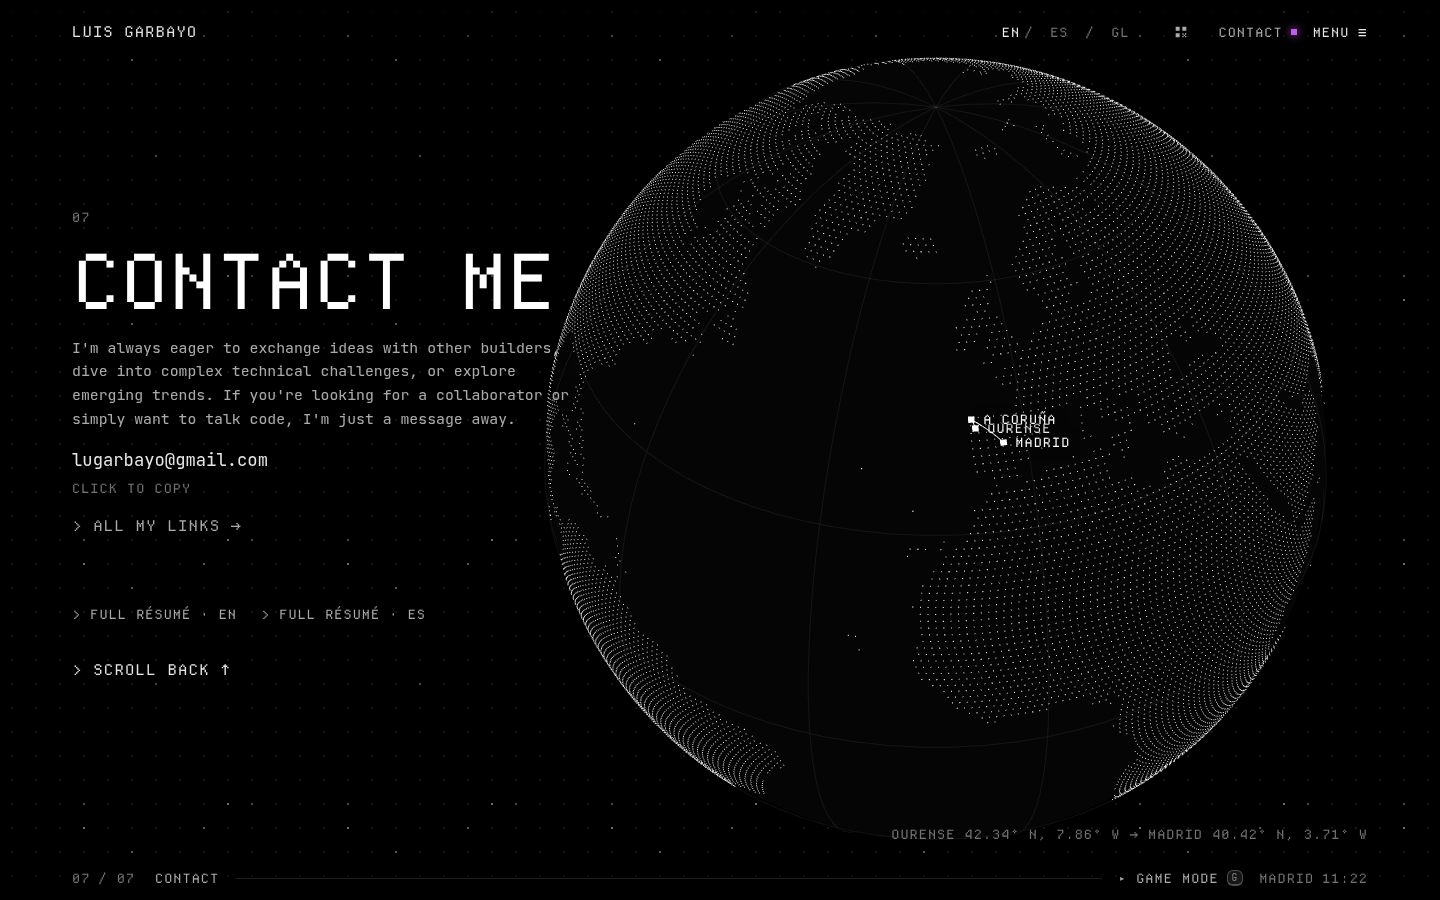 LUIS GARBAYO
EN / ES / GL
CONTACT
MENU ≡
07
CONTACT ME
I'm always eager to exchange ideas with other builders,
dive into complex technical challenges, or explore
emerging trends. If you're looking for a collaborator or
simply want to talk code, I'm just a message away.
lugarbayo@gmail.com
CLICK TO COPY
> ALL MY LINKS →
> FULL RÉSUMÉ · EN > FULL RÉSUMÉ · ES
> SCROLL BACK ↑
A CORUÑA
OURENSE
MADRID
OURENSE 42.34° N, 7.86° W → MADRID 40.42° N, 3.71° W
07 / 07 CONTACT
▸ GAME MODE G MADRID 11:22